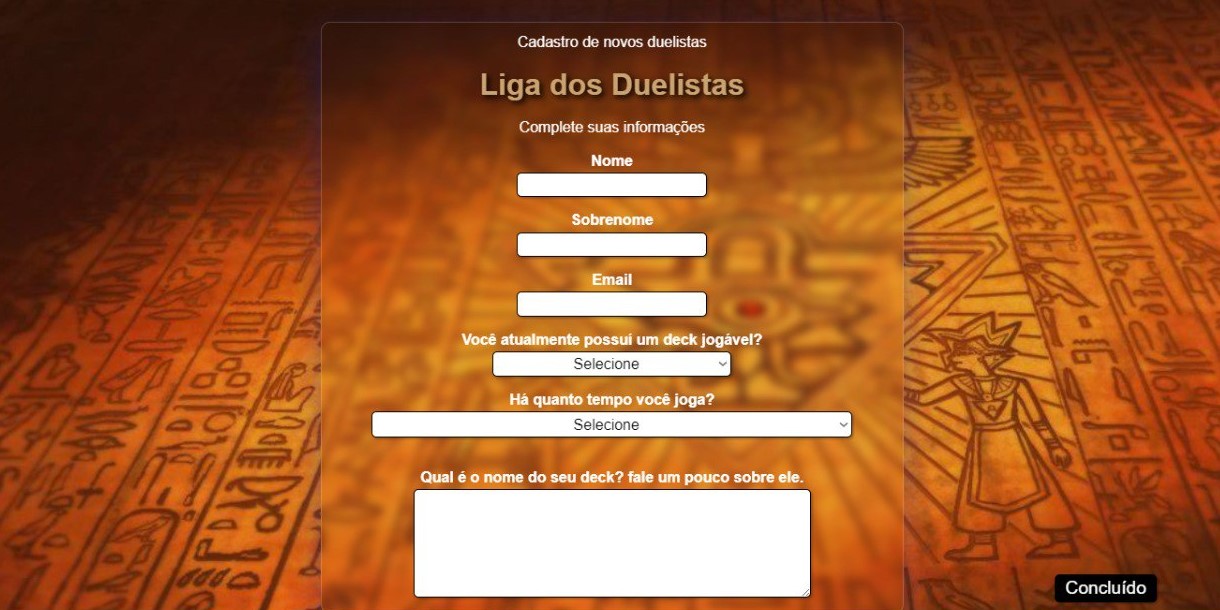 Cadastro de novos duelistas
Liga dos Duelistas
Complete suas informações
Nome
Sobrenome
Email
Você atualmente possuí um deck jogável?
Selecione
Há quanto tempo você joga?
Selecione
Qual é o nome do seu deck? fale um pouco sobre ele.
Concluído